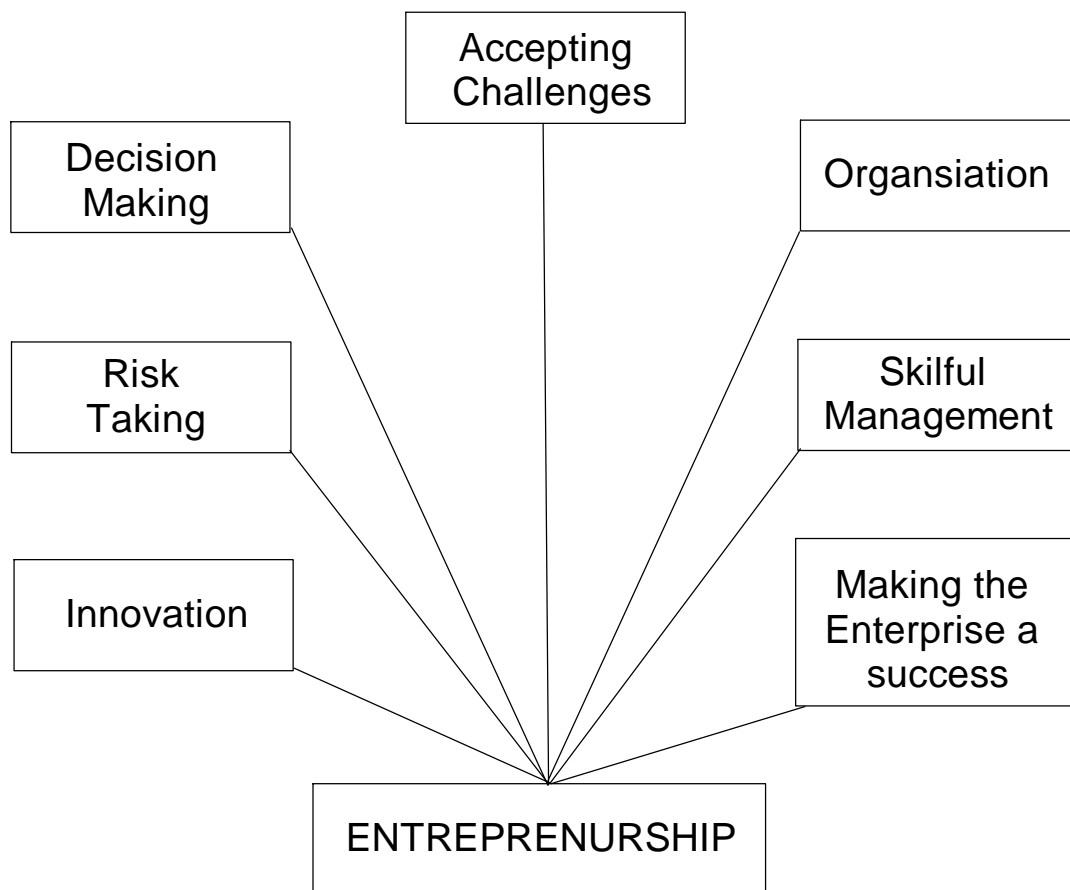 Accepting
Challenges
Decision
Making
Organsiation
Risk
Taking
Skilful
Management
Innovation
Making the
Enterprise a
success
ENTREPRENURSHIP